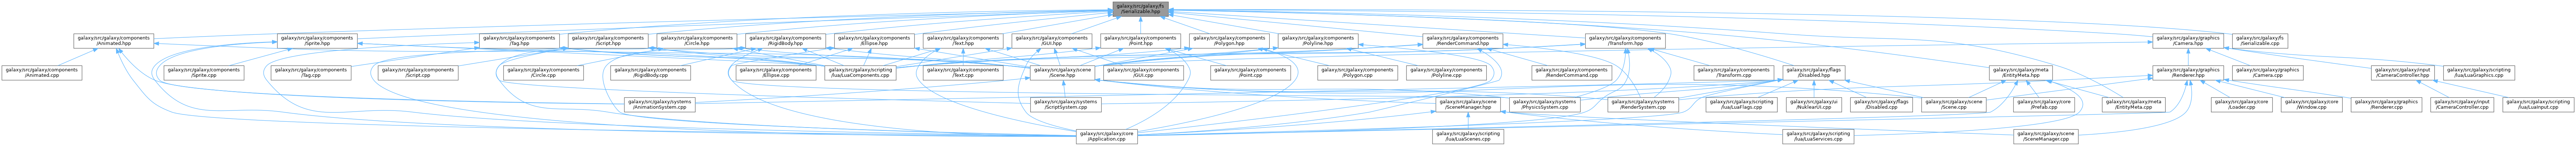 galaxy/src/galaxy/fs
/Serializable.hpp
galaxy/src/galaxy/components
/Animated.hpp
galaxy/src/galaxy/components
/Sprite.hpp
galaxy/src/galaxy/components
/Tag.hpp
galaxy/src/galaxy/components
/Script.hpp
galaxy/src/galaxy/components
/Circle.hpp
galaxy/src/galaxy/components
/RigidBody.hpp
galaxy/src/galaxy/components
/Ellipse.hpp
galaxy/src/galaxy/components
/Text.hpp
galaxy/src/galaxy/components
/GUI.hpp
galaxy/src/galaxy/components
/Point.hpp
galaxy/src/galaxy/components
/Polygon.hpp
galaxy/src/galaxy/components
/Polyline.hpp
galaxy/src/galaxy/components
/RenderCommand.hpp
galaxy/src/galaxy/components
/Transform.hpp
galaxy/src/galaxy/graphics
/Camera.hpp
galaxy/src/galaxy/fs
/Serializable.cpp
galaxy/src/galaxy/components
/Animated.cpp
galaxy/src/galaxy/components
/Sprite.cpp
galaxy/src/galaxy/components
/Tag.cpp
galaxy/src/galaxy/components
/Script.cpp
galaxy/src/galaxy/components
/Circle.cpp
galaxy/src/galaxy/components
/RigidBody.cpp
galaxy/src/galaxy/components
/Ellipse.cpp
galaxy/src/galaxy/scripting
/lua/LuaComponents.cpp
galaxy/src/galaxy/components
/Text.cpp
galaxy/src/galaxy/scene
/Scene.hpp
galaxy/src/galaxy/components
/GUI.cpp
galaxy/src/galaxy/components
/Point.cpp
galaxy/src/galaxy/components
/Polygon.cpp
galaxy/src/galaxy/components
/Polyline.cpp
galaxy/src/galaxy/components
/RenderCommand.cpp
galaxy/src/galaxy/components
/Transform.cpp
galaxy/src/galaxy/flags
/Disabled.hpp
galaxy/src/galaxy/meta
/EntityMeta.hpp
galaxy/src/galaxy/graphics
/Renderer.hpp
galaxy/src/galaxy/graphics
/Camera.cpp
galaxy/src/galaxy/input
/CameraController.hpp
galaxy/src/galaxy/scripting
/lua/LuaGraphics.cpp
galaxy/src/galaxy/systems
/AnimationSystem.cpp
galaxy/src/galaxy/systems
/ScriptSystem.cpp
galaxy/src/galaxy/scene
/SceneManager.hpp
galaxy/src/galaxy/systems
/PhysicsSystem.cpp
galaxy/src/galaxy/systems
/RenderSystem.cpp
galaxy/src/galaxy/scripting
/lua/LuaFlags.cpp
galaxy/src/galaxy/ui
/NuklearUI.cpp
galaxy/src/galaxy/flags
/Disabled.cpp
galaxy/src/galaxy/scene
/Scene.cpp
galaxy/src/galaxy/core
/Prefab.cpp
galaxy/src/galaxy/meta
/EntityMeta.cpp
galaxy/src/galaxy/core
/Loader.cpp
galaxy/src/galaxy/core
/Window.cpp
galaxy/src/galaxy/graphics
/Renderer.cpp
galaxy/src/galaxy/input
/CameraController.cpp
galaxy/src/galaxy/scripting
/lua/LuaInput.cpp
galaxy/src/galaxy/core
/Application.cpp
galaxy/src/galaxy/scripting
/lua/LuaScenes.cpp
galaxy/src/galaxy/scripting
/lua/LuaServices.cpp
galaxy/src/galaxy/scene
/SceneManager.cpp